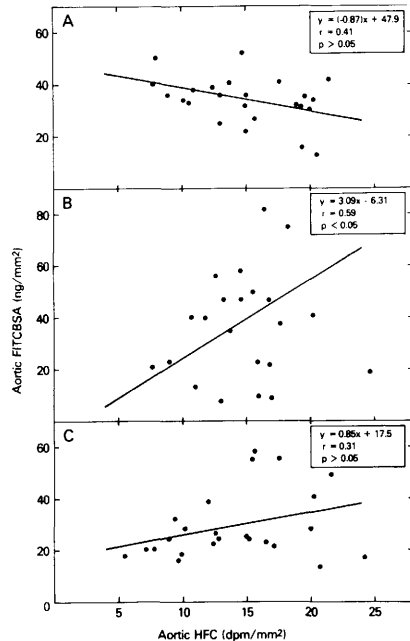 A
y = (-0.87)x + 47.9
r = 0.41
p > 0.05
60
40
20
B
y = 3.09x - 6.31
r = 0.59
p < 0.05
80
60
40
20
Aortic FITCBSA (ng/mm²)
C
y = 0.85x + 17.5
r = 0.31
p > 0.05
60
40
20
0
0 5 10 15 20 25
Aortic HFC (dpm/mm²)